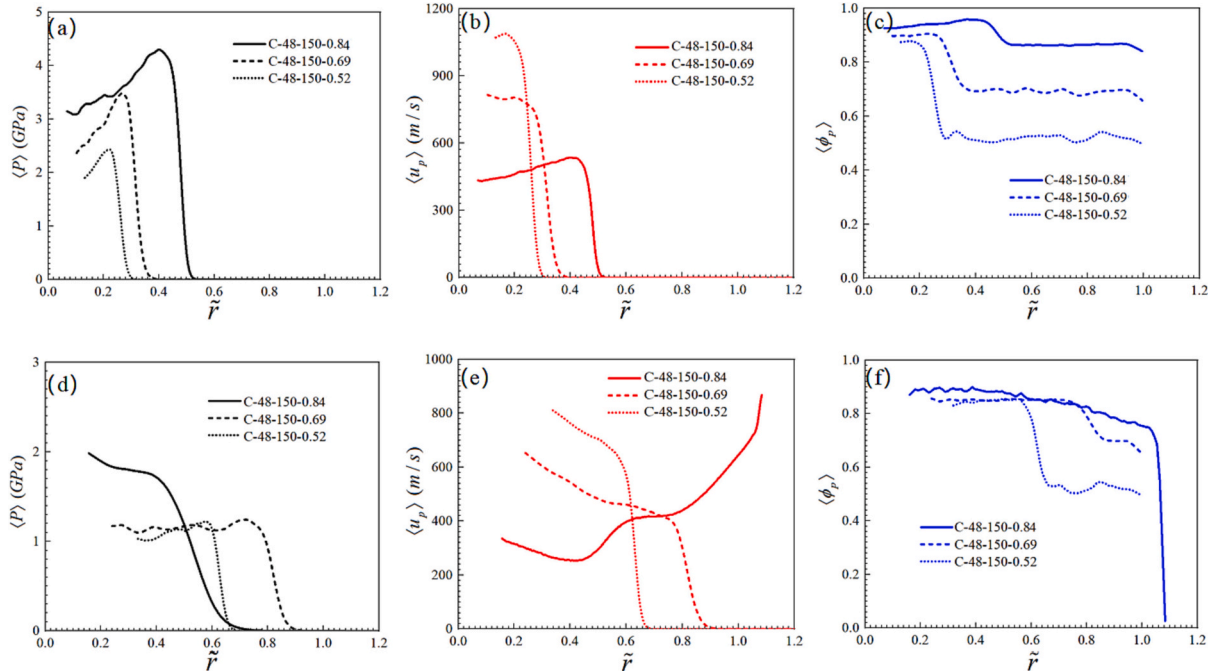 (a)
⟨P⟩ (GPa)
5
4
3
2
1
0
C-48-150-0.84
C-48-150-0.69
C-48-150-0.52
0.0 0.2 0.4 0.6 0.8 1.0 1.2
r̃
(b)
⟨u_p⟩ (m / s)
1200
900
600
300
0
C-48-150-0.84
C-48-150-0.69
C-48-150-0.52
0.0 0.2 0.4 0.6 0.8 1.0 1.2
r̃
(c)
⟨ϕ_p⟩
1.0
0.8
0.6
0.4
0.2
0.0
C-48-150-0.84
C-48-150-0.69
C-48-150-0.52
0.0 0.2 0.4 0.6 0.8 1.0 1.2
r̃
(d)
⟨P⟩ (GPa)
3
2
1
0
C-48-150-0.84
C-48-150-0.69
C-48-150-0.52
0.0 0.2 0.4 0.6 0.8 1.0 1.2
r̃
(e)
⟨u_p⟩ (m / s)
1000
800
600
400
200
0
C-48-150-0.84
C-48-150-0.69
C-48-150-0.52
0.0 0.2 0.4 0.6 0.8 1.0 1.2
r̃
(f)
⟨ϕ_p⟩
1.0
0.8
0.6
0.4
0.2
0.0
C-48-150-0.84
C-48-150-0.69
C-48-150-0.52
0.0 0.2 0.4 0.6 0.8 1.0 1.2
r̃